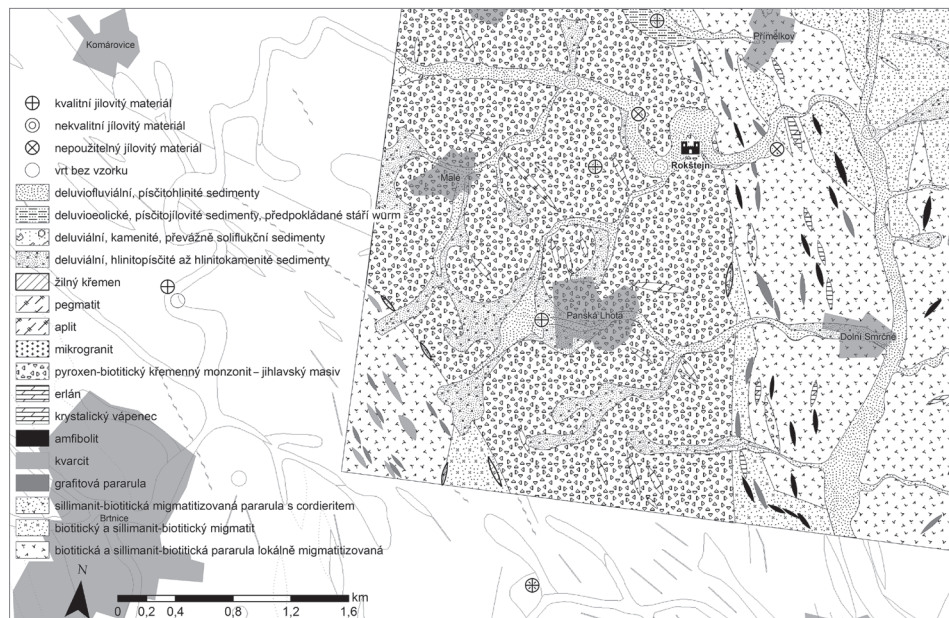 Komárovice
Přímělkov
kvalitní jílovitý materiál
nekvalitní jílovitý materiál
nepoužitelný jílovitý materiál
vrt bez vzorku
Rokštejn
Malé
deluviofluviální, písčitohlinité sedimenty
deluvioeolické, písčitojílovité sedimenty, předpokládané stáří würm
deluviální, kamenité, převážně soliflukční sedimenty
deluviální, hlinitopísčité až hlinitokamenité sedimenty
žilný křemen
pegmatit
aplit
Panská Lhota
Dolní Smrčné
mikrogranit
pyroxen-biotitický křemenný monzonit – jihlavský masiv
erlán
krystalický vápenec
amfibolit
kvarcit
grafitová pararula
sillimanit-biotitická migmatitizovaná pararula s cordieritem
Brtnice
biotitický a sillimanit-biotitický migmatit
biotitická a sillimanit-biotitická pararula lokálně migmatitizovaná
N
km
0 0,2 0,4 0,8 1,2 1,6